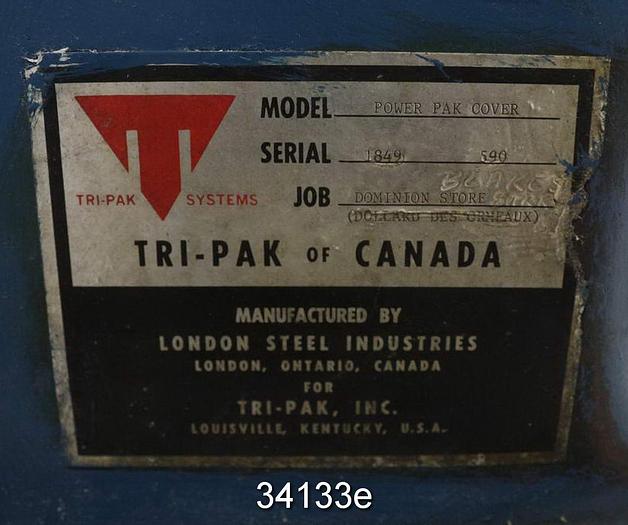 MODEL POWER PAK COVER
SERIAL 1849 590
TRI-PAK SYSTEMS
JOB DOMINION STORE
(DOLLARD DES ORMEAUX)
TRI-PAK OF CANADA
MANUFACTURED BY
LONDON STEEL INDUSTRIES
LONDON, ONTARIO, CANADA
FOR
TRI-PAK, INC.
LOUISVILLE, KENTUCKY, U.S.A.
34133e